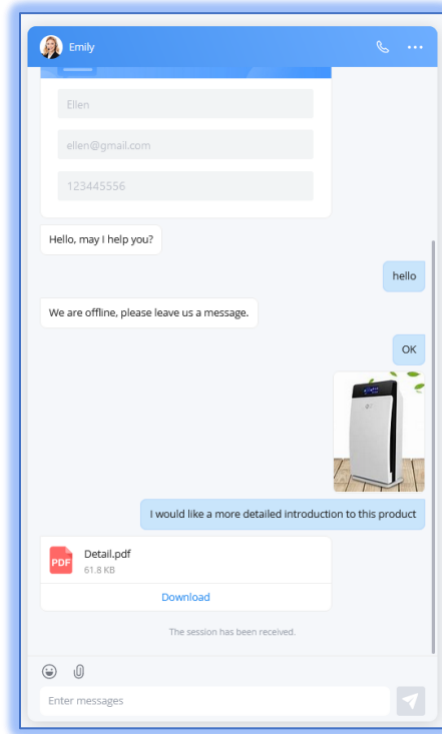 Emily
Ellen
ellen@gmail.com
123445556
Hello, may I help you?
hello
We are offline, please leave us a message.
OK
I would like a more detailed introduction to this product
PDF
Detail.pdf
61.8 KB
Download
The session has been received.
Enter messages